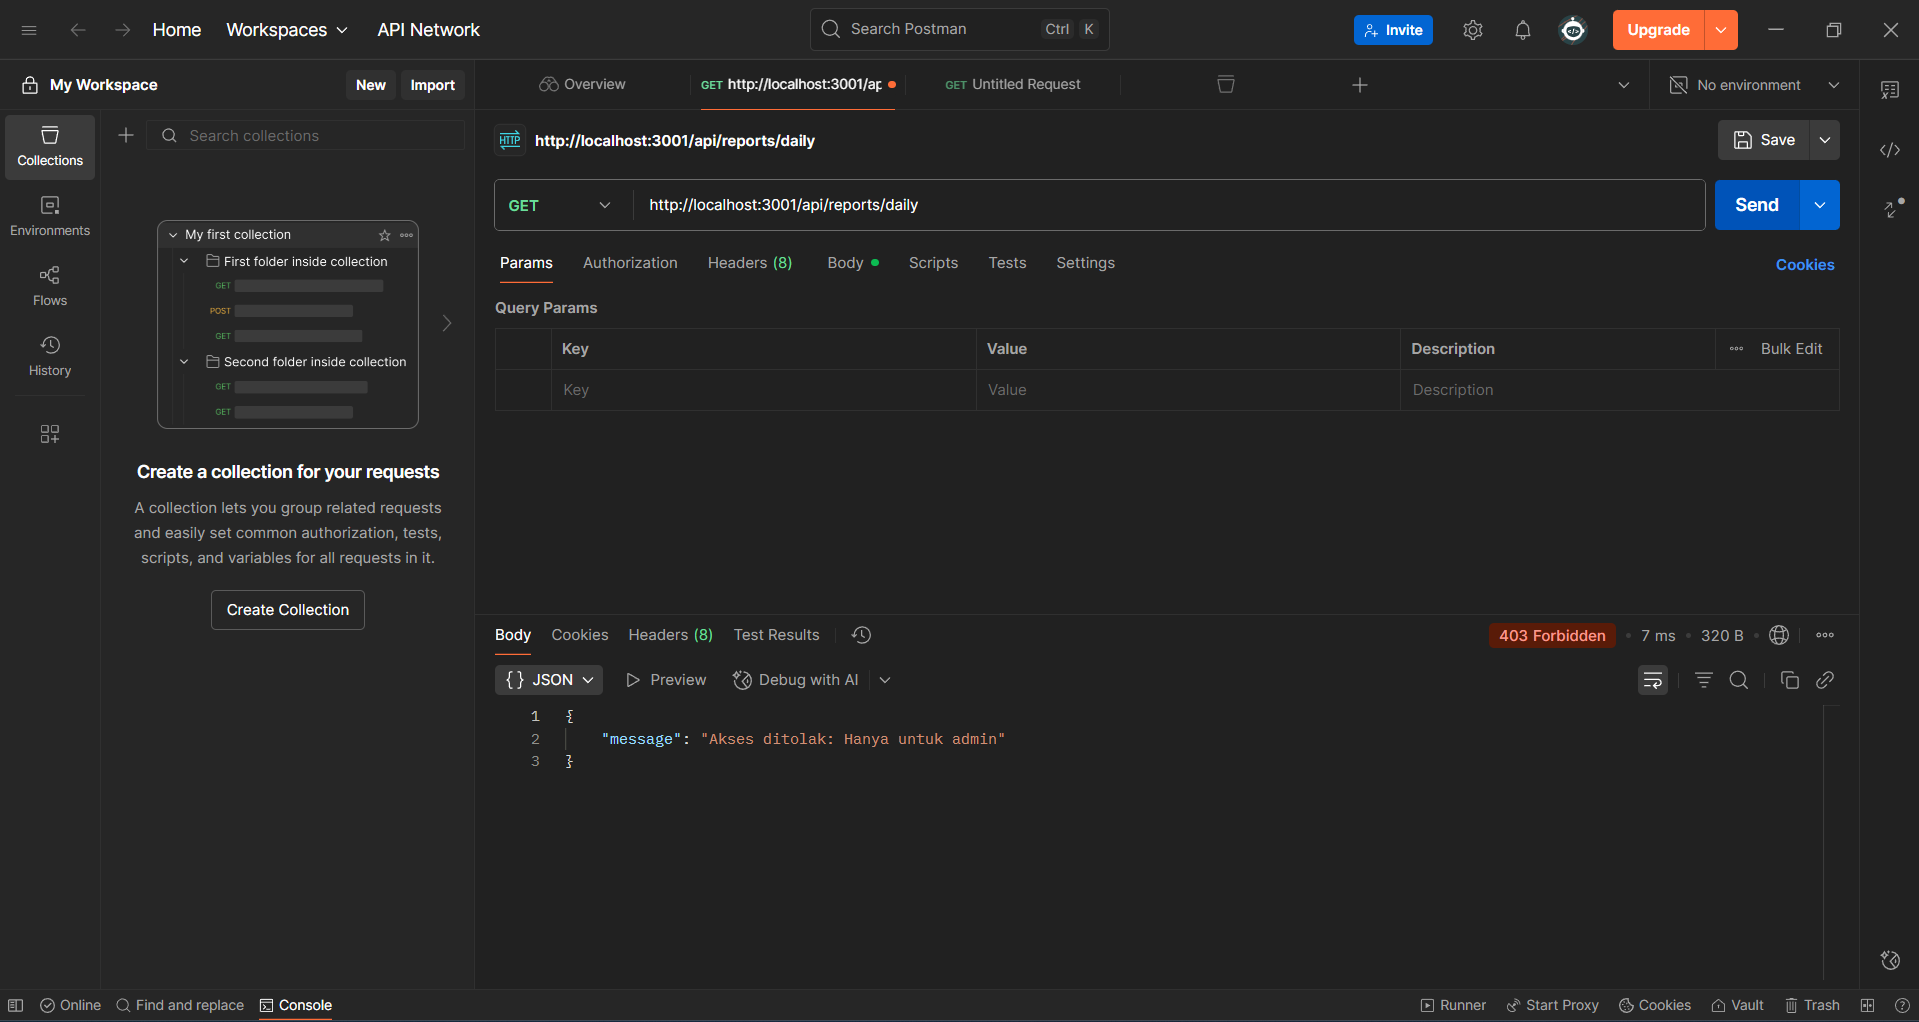 Home Workspaces API Network Search Postman Ctrl K Invite Upgrade
My Workspace New Import Overview GET http://localhost:3001/ap GET Untitled Request No environment
Collections
Environments
Flows
History
Search collections
My first collection
First folder inside collection
GET
POST
GET
Second folder inside collection
GET
GET
Create a collection for your requests
A collection lets you group related requests
and easily set common authorization, tests,
scripts, and variables for all requests in it.
Create Collection
HTTP http://localhost:3001/api/reports/daily Save
GET http://localhost:3001/api/reports/daily Send
Params Authorization Headers (8) Body Scripts Tests Settings Cookies
Query Params
Key Value Description Bulk Edit
Key Value Description
Body Cookies Headers (8) Test Results 403 Forbidden • 7 ms • 320 B •
{} JSON Preview Debug with AI
1 {
2 "message": "Akses ditolak: Hanya untuk admin"
3 }
Online Find and replace Console Runner Start Proxy Cookies Vault Trash